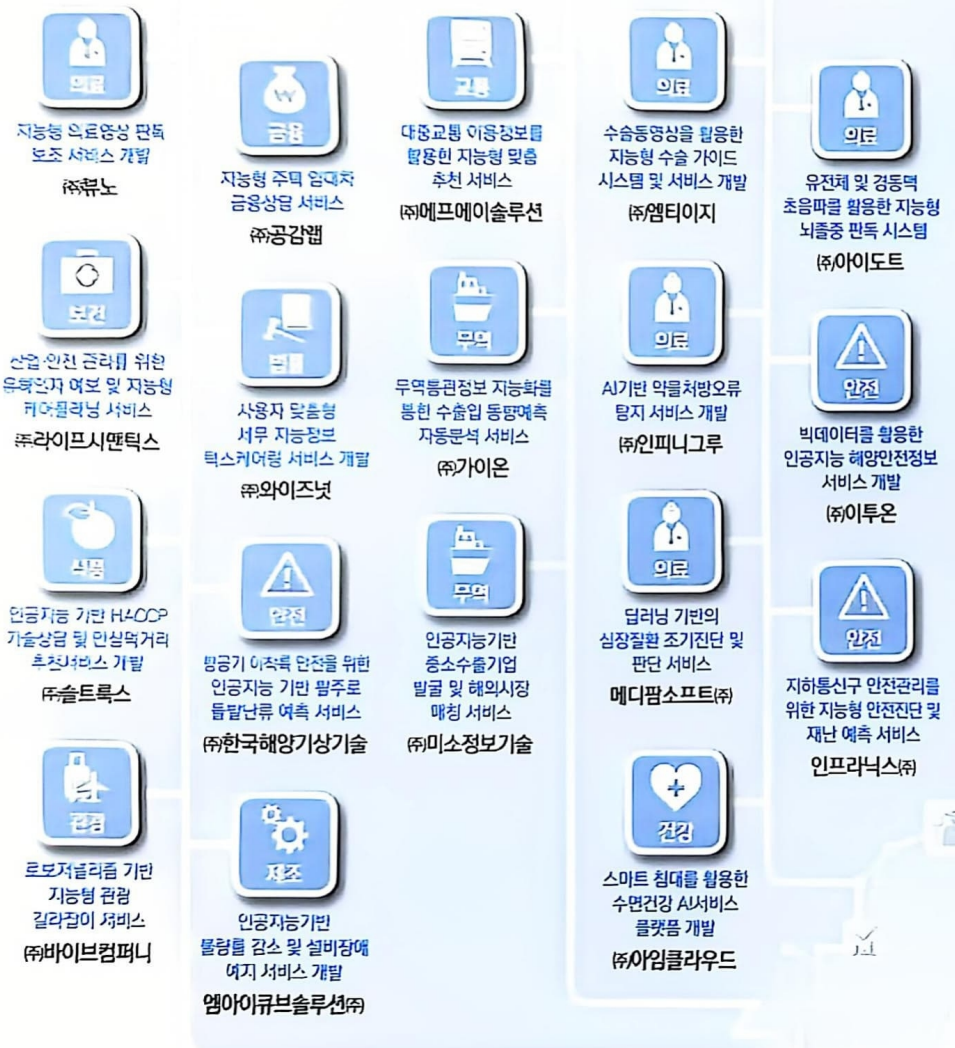 의료
지능형 의료영상 판독
보조 서비스 개발
㈜뷰노
보건
산업·안전 관리를 위한
유해인자 예보 및 지능형
케어플래닝 서비스
㈜라이프시맨틱스
식품
인공지능 기반 HACCP
기술상담 및 안심먹거리
추천서비스 개발
㈜솔트룩스
관광
로보저널리즘 기반
지능형 관광
길라잡이 서비스
㈜바이브컴퍼니
금융
지능형 주택 임대차
금융상담 서비스
㈜공감랩
법률
사용자 맞춤형
세무 지능정보
텍스케어링 서비스 개발
㈜와이즈넛
안전
항공기 이착륙 안전을 위한
인공지능 기반 활주로
돌발난류 예측 서비스
㈜한국해양기상기술
제조
인공지능기반
불량률 감소 및 설비장애
예지 서비스 개발
엠아이큐브솔루션㈜
교통
대중교통 이용정보를
활용한 지능형 맞춤
추천 서비스
㈜에프에이솔루션
무역
무역통관정보 지능화를
통한 수출입 동향예측
자동분석 서비스
㈜가이온
무역
인공지능기반
중소수출기업
발굴 및 해외시장
매칭 서비스
㈜미소정보기술
의료
수술동영상을 활용한
지능형 수술 가이드
시스템 및 서비스 개발
㈜엠티이지
의료
AI기반 약물처방오류
탐지 서비스 개발
㈜인피니그루
의료
딥러닝 기반의
심장질환 조기진단 및
판단 서비스
메디팜소프트㈜
건강
스마트 침대를 활용한
수면건강 AI서비스
플랫폼 개발
㈜아임클라우드
의료
유전체 및 경동맥
초음파를 활용한 지능형
뇌졸중 판독 시스템
㈜아이도트
안전
빅데이터를 활용한
인공지능 해양안전정보
서비스 개발
㈜이투온
안전
지하통신구 안전관리를
위한 지능형 안전진단 및
재난 예측 서비스
인프라닉스㈜